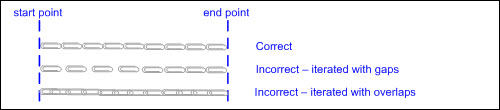 start point
end point
Correct
Incorrect – iterated with gaps
Incorrect – iterated with overlaps